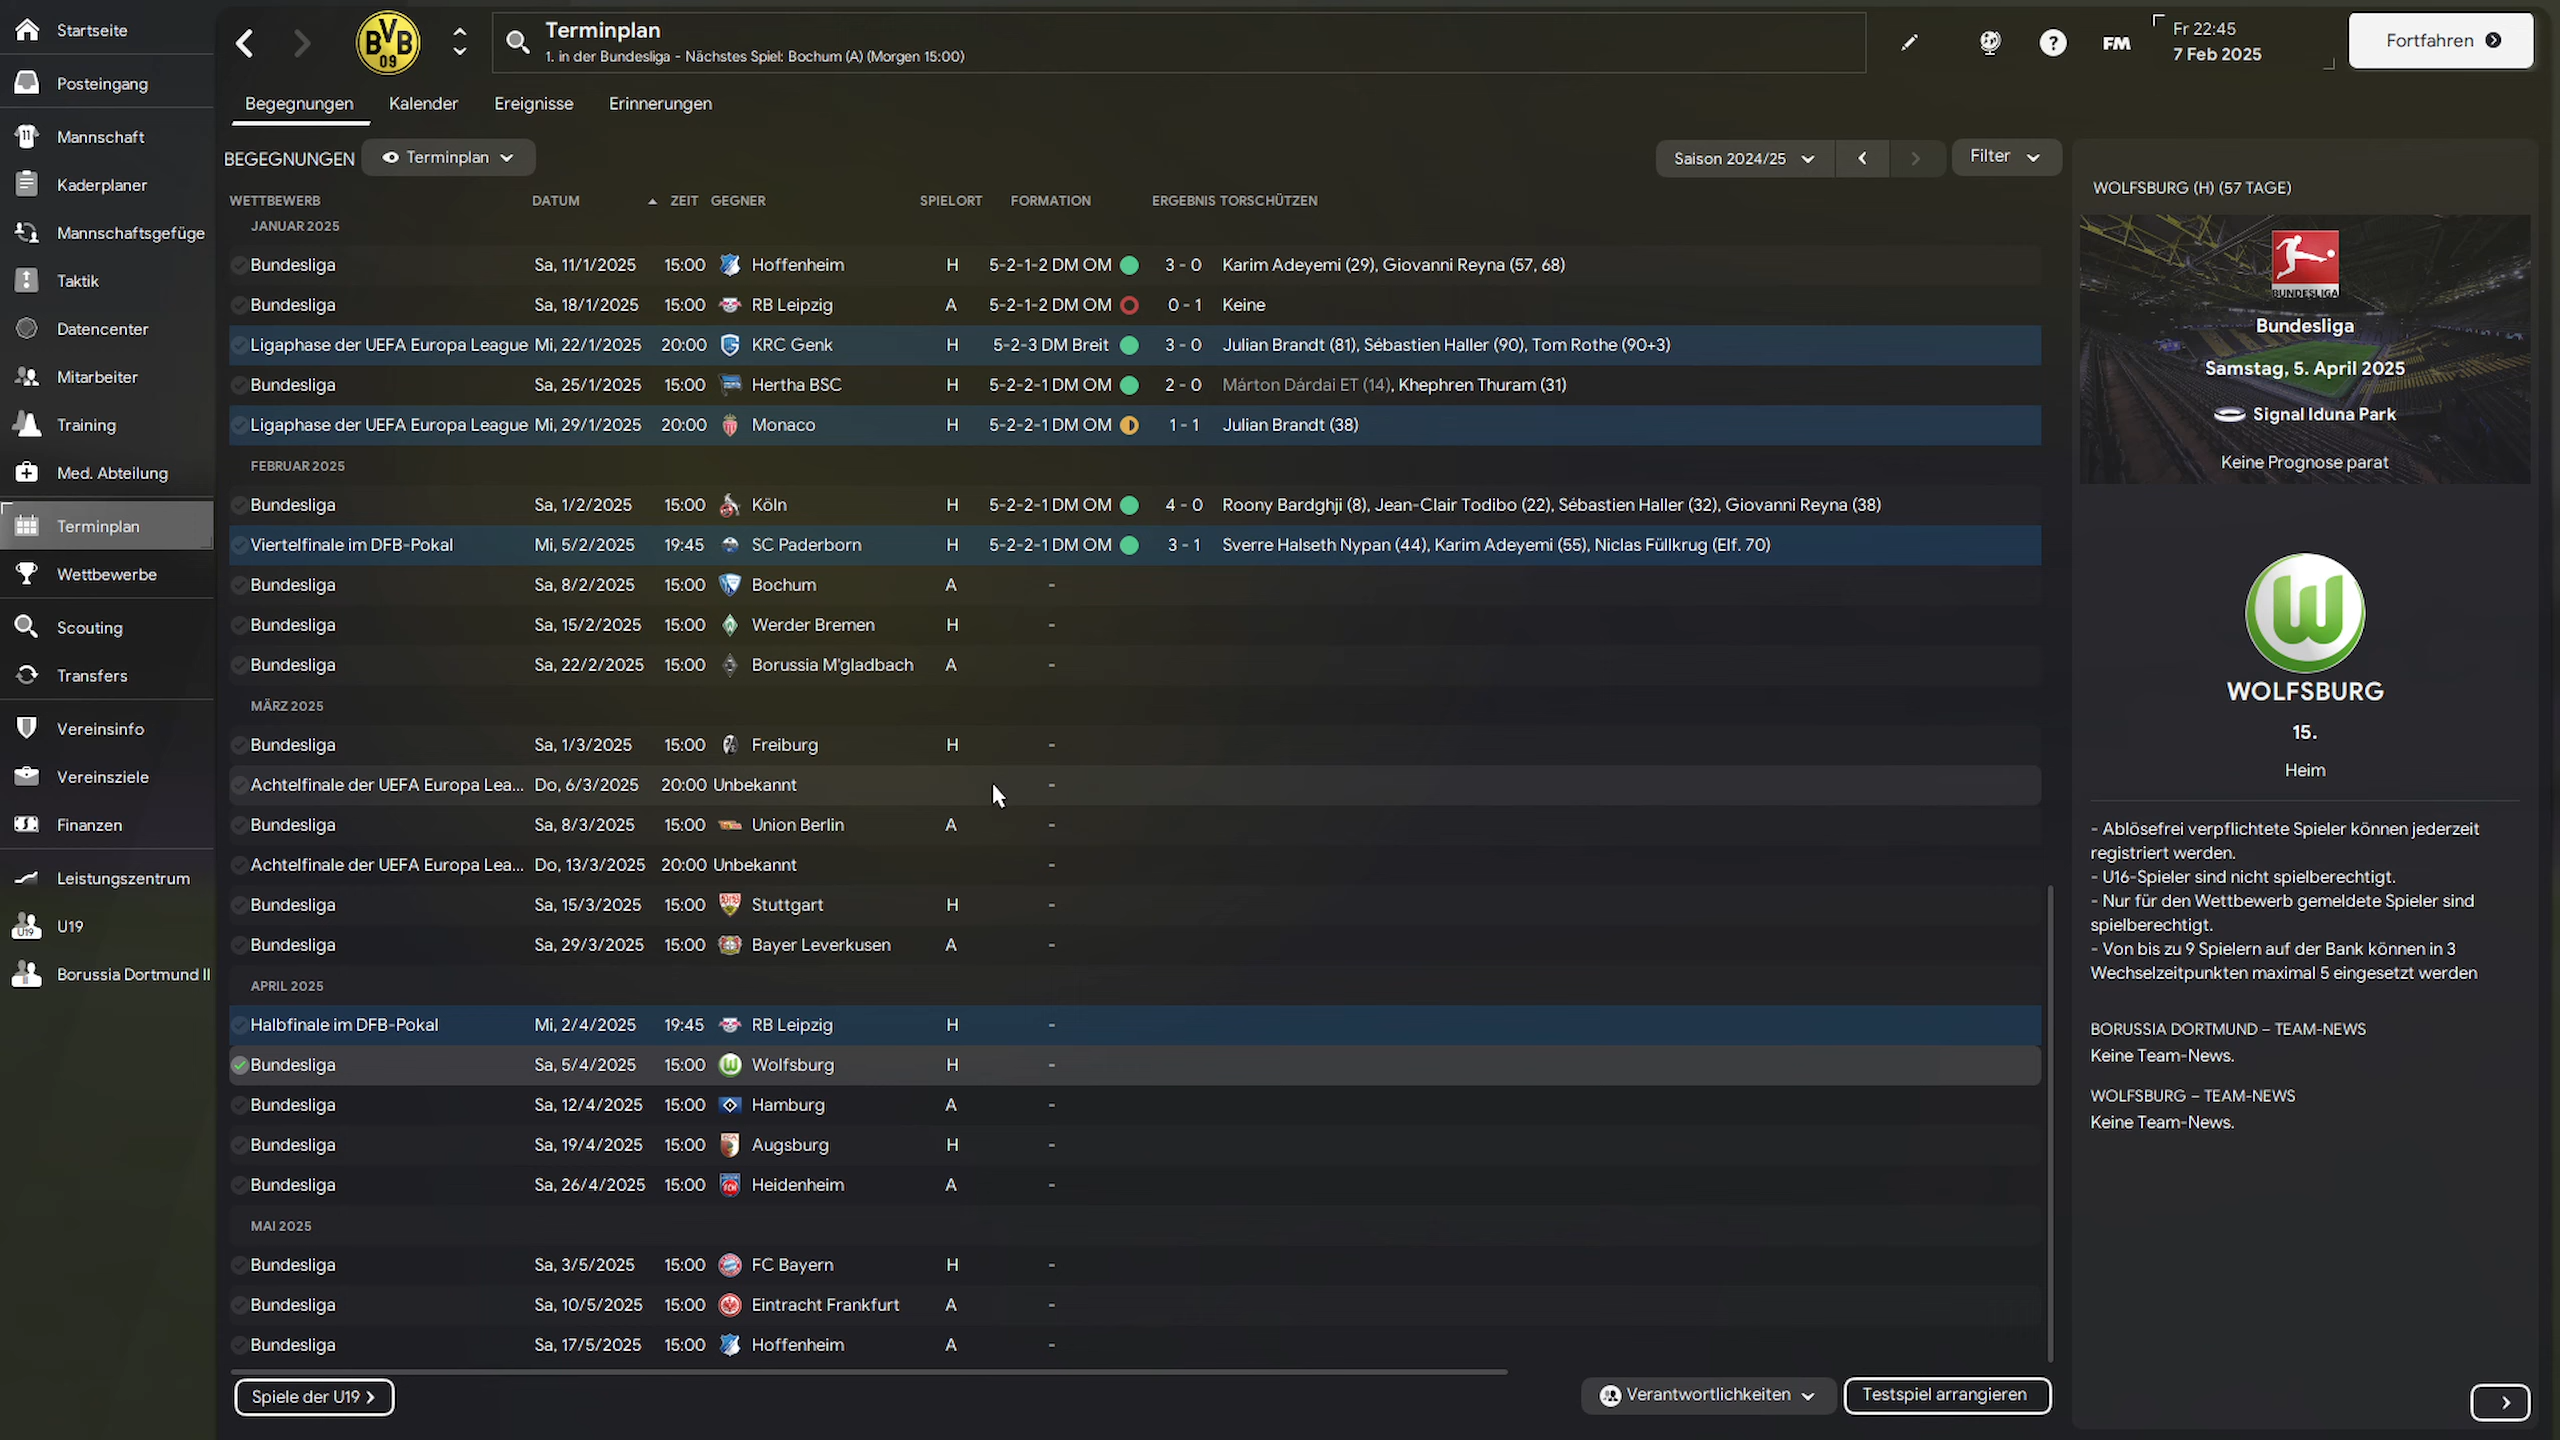 Startseite
Posteingang
Mannschaft
Kaderplaner
Mannschaftsgefüge
Taktik
Datencenter
Mitarbeiter
Training
Med. Abteilung
Terminplan
Wettbewerbe
Scouting
Transfers
Vereinsinfo
Vereinsziele
Finanzen
Leistungszentrum
U19
Borussia Dortmund II
BVB
09
Terminplan
1. in der Bundesliga - Nächstes Spiel: Bochum (A) (Morgen 15:00)
FM
Fr 22:45
7 Feb 2025
Fortfahren
Begegnungen Kalender Ereignisse Erinnerungen
BEGEGNUNGEN Terminplan Saison 2024/25 Filter
WETTBEWERB DATUM ZEIT GEGNER SPIELORT FORMATION ERGEBNIS TORSCHÜTZEN
JANUAR 2025
Bundesliga Sa, 11/1/2025 15:00 Hoffenheim H 5-2-1-2 DM OM 3 - 0 Karim Adeyemi (29), Giovanni Reyna (57, 68)
Bundesliga Sa, 18/1/2025 15:00 RB Leipzig A 5-2-1-2 DM OM 0 - 1 Keine
Ligaphase der UEFA Europa League Mi, 22/1/2025 20:00 KRC Genk H 5-2-3 DM Breit 3 - 0 Julian Brandt (81), Sébastien Haller (90), Tom Rothe (90+3)
Bundesliga Sa, 25/1/2025 15:00 Hertha BSC H 5-2-2-1 DM OM 2 - 0 Márton Dárdai ET (14), Khephren Thuram (31)
Ligaphase der UEFA Europa League Mi, 29/1/2025 20:00 Monaco H 5-2-2-1 DM OM 1 - 1 Julian Brandt (38)
FEBRUAR 2025
Bundesliga Sa, 1/2/2025 15:00 Köln H 5-2-2-1 DM OM 4 - 0 Roony Bardghji (8), Jean-Clair Todibo (22), Sébastien Haller (32), Giovanni Reyna (38)
Viertelfinale im DFB-Pokal Mi, 5/2/2025 19:45 SC Paderborn H 5-2-2-1 DM OM 3 - 1 Sverre Halseth Nypan (44), Karim Adeyemi (55), Niclas Füllkrug (Elf. 70)
Bundesliga Sa, 8/2/2025 15:00 Bochum A -
Bundesliga Sa, 15/2/2025 15:00 Werder Bremen H -
Bundesliga Sa, 22/2/2025 15:00 Borussia M'gladbach A -
MÄRZ 2025
Bundesliga Sa, 1/3/2025 15:00 Freiburg H -
Achtelfinale der UEFA Europa Lea... Do, 6/3/2025 20:00 Unbekannt -
Bundesliga Sa, 8/3/2025 15:00 Union Berlin A -
Achtelfinale der UEFA Europa Lea... Do, 13/3/2025 20:00 Unbekannt -
Bundesliga Sa, 15/3/2025 15:00 Stuttgart H -
Bundesliga Sa, 29/3/2025 15:00 Bayer Leverkusen A -
APRIL 2025
Halbfinale im DFB-Pokal Mi, 2/4/2025 19:45 RB Leipzig H -
Bundesliga Sa, 5/4/2025 15:00 Wolfsburg H -
Bundesliga Sa, 12/4/2025 15:00 Hamburg A -
Bundesliga Sa, 19/4/2025 15:00 Augsburg H -
Bundesliga Sa, 26/4/2025 15:00 Heidenheim A -
MAI 2025
Bundesliga Sa, 3/5/2025 15:00 FC Bayern H -
Bundesliga Sa, 10/5/2025 15:00 Eintracht Frankfurt A -
Bundesliga Sa, 17/5/2025 15:00 Hoffenheim A -
Spiele der U19 Verantwortlichkeiten Testspiel arrangieren
WOLFSBURG (H) (57 TAGE)
BUNDESLIGA
Bundesliga
Samstag, 5. April 2025
Signal Iduna Park
Keine Prognose parat
W
WOLFSBURG
15.
Heim
- Ablösefrei verpflichtete Spieler können jederzeit
registriert werden.
- U16-Spieler sind nicht spielberechtigt.
- Nur für den Wettbewerb gemeldete Spieler sind
spielberechtigt.
- Von bis zu 9 Spielern auf der Bank können in 3
Wechselzeitpunkten maximal 5 eingesetzt werden
BORUSSIA DORTMUND – TEAM-NEWS
Keine Team-News.
WOLFSBURG – TEAM-NEWS
Keine Team-News.